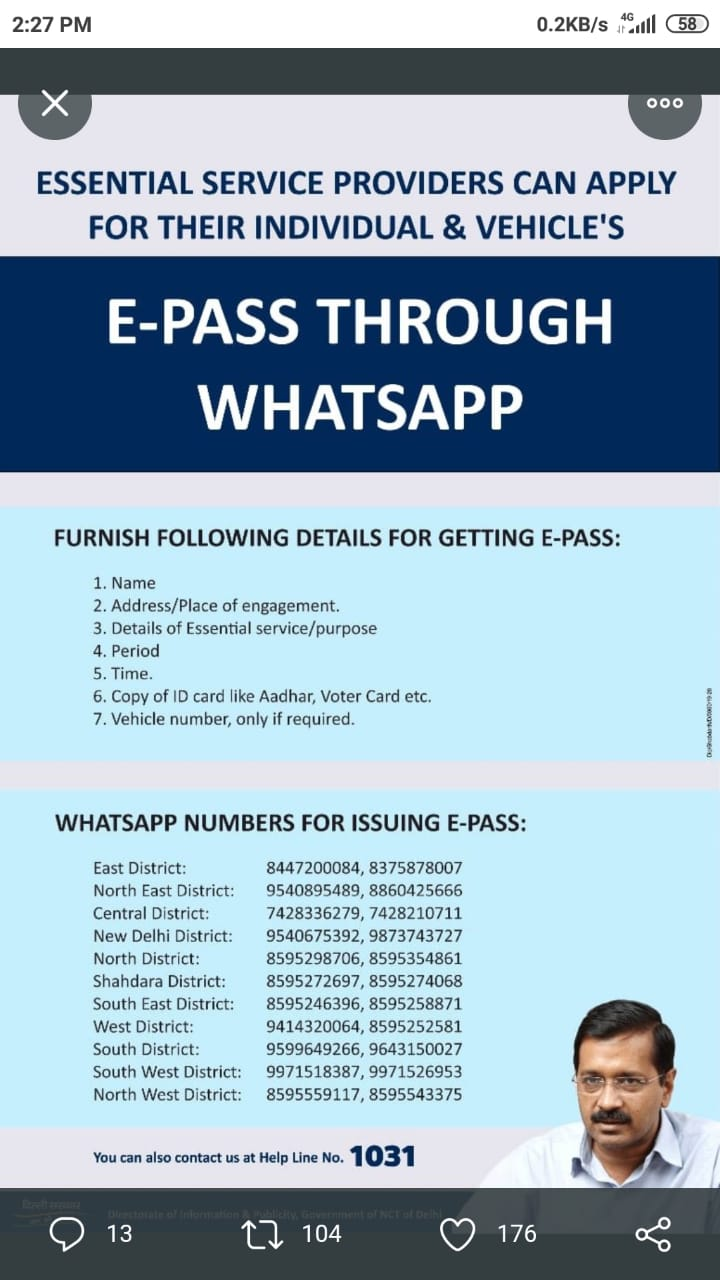 2:27 PM
0.2KB/s 4G 58
ESSENTIAL SERVICE PROVIDERS CAN APPLY
FOR THEIR INDIVIDUAL & VEHICLE'S
E-PASS THROUGH
WHATSAPP
FURNISH FOLLOWING DETAILS FOR GETTING E-PASS:
1. Name
2. Address/Place of engagement.
3. Details of Essential service/purpose
4. Period
5. Time.
6. Copy of ID card like Aadhar, Voter Card etc.
7. Vehicle number, only if required.
WHATSAPP NUMBERS FOR ISSUING E-PASS:
East District: 8447200084, 8375878007
North East District: 9540895489, 8860425666
Central District: 7428336279, 7428210711
New Delhi District: 9540675392, 9873743727
North District: 8595298706, 8595354861
Shahdara District: 8595272697, 8595274068
South East District: 8595246396, 8595258871
West District: 9414320064, 8595252581
South District: 9599649266, 9643150027
South West District: 9971518387, 9971526953
North West District: 8595559117, 8595543375
You can also contact us at Help Line No. 1031
दिल्ली सरकार
Directorate of Information & Publicity, Government of NCT of Delhi
13 104 176